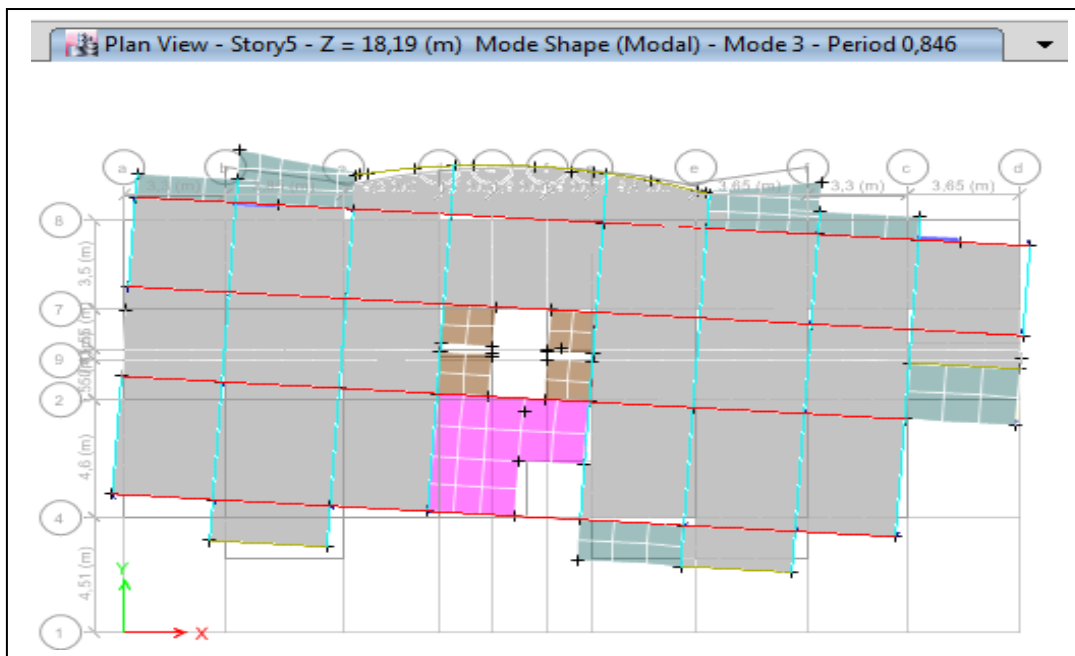 Plan View - Story5 - Z = 18,19 (m) Mode Shape (Modal) - Mode 3 - Period 0,846
a
e
f
c
d
3,3 (m)
3,65 (m)
3,3 (m)
3,65 (m)
8
3,5 (m)
7
9
2
4,6 (m)
4
4,51 (m)
Y
X
1